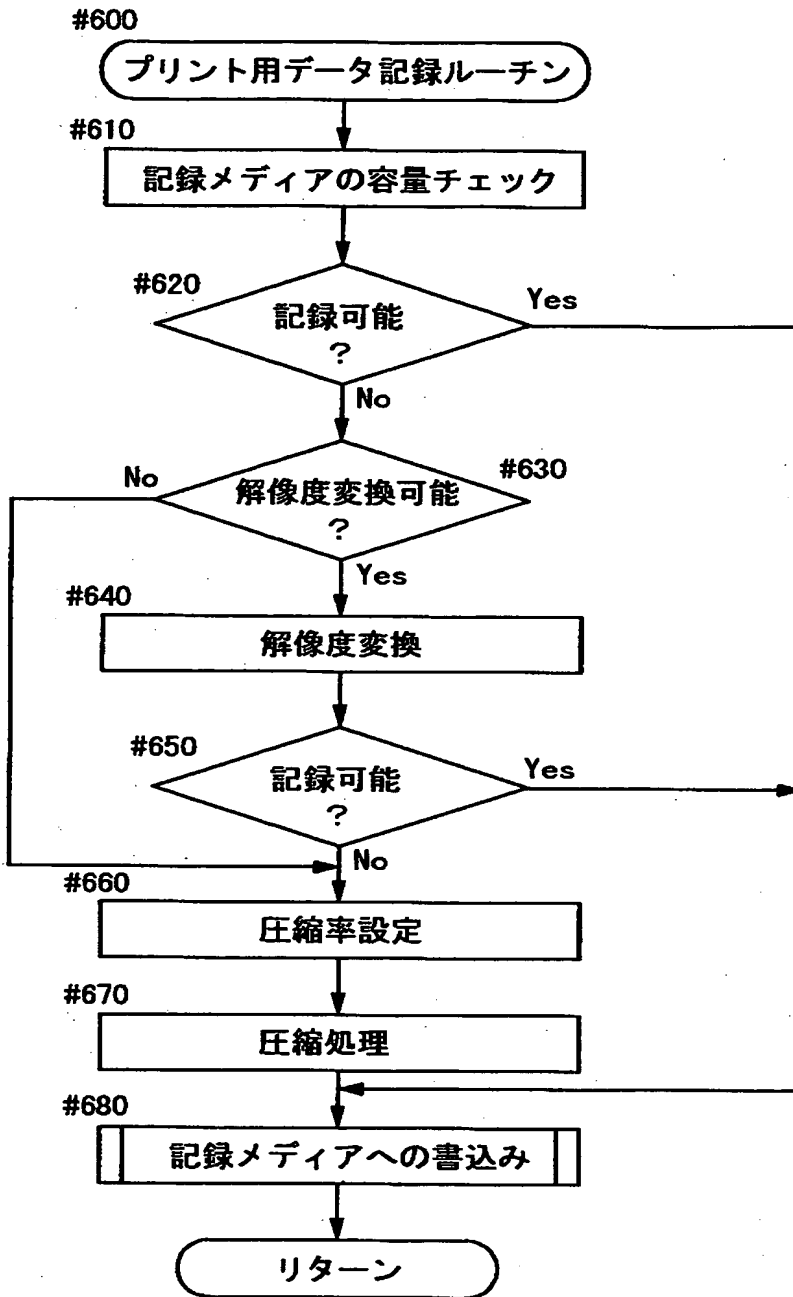 #600
プリント用データ記録ルーチン
#610
記録メディアの容量チェック
#620
記録可能
?
Yes
No
#630
解像度変換可能
?
No
Yes
#640
解像度変換
#650
記録可能
?
Yes
No
#660
圧縮率設定
#670
圧縮処理
#680
記録メディアへの書込み
リターン